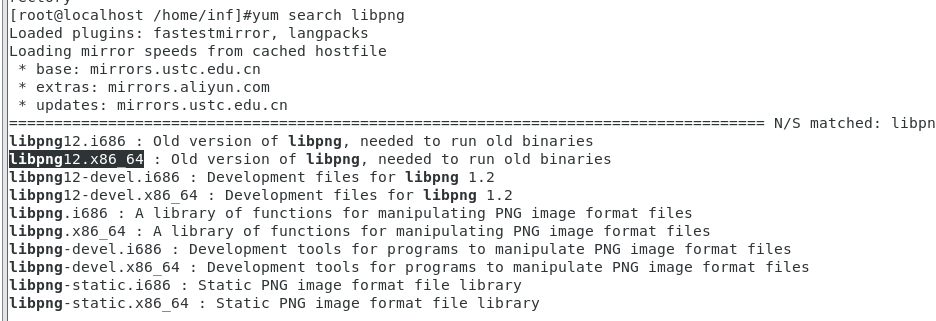 [root@localhost /home/inf]#yum search libpng
Loaded plugins: fastestmirror, langpacks
Loading mirror speeds from cached hostfile
 * base: mirrors.ustc.edu.cn
 * extras: mirrors.aliyun.com
 * updates: mirrors.ustc.edu.cn
==================================================================================== N/S matched: libpn
libpng12.i686 : Old version of libpng, needed to run old binaries
libpng12.x86_64 : Old version of libpng, needed to run old binaries
libpng12-devel.i686 : Development files for libpng 1.2
libpng12-devel.x86_64 : Development files for libpng 1.2
libpng.i686 : A library of functions for manipulating PNG image format files
libpng.x86_64 : A library of functions for manipulating PNG image format files
libpng-devel.i686 : Development tools for programs to manipulate PNG image format files
libpng-devel.x86_64 : Development tools for programs to manipulate PNG image format files
libpng-static.i686 : Static PNG image format file library
libpng-static.x86_64 : Static PNG image format file library